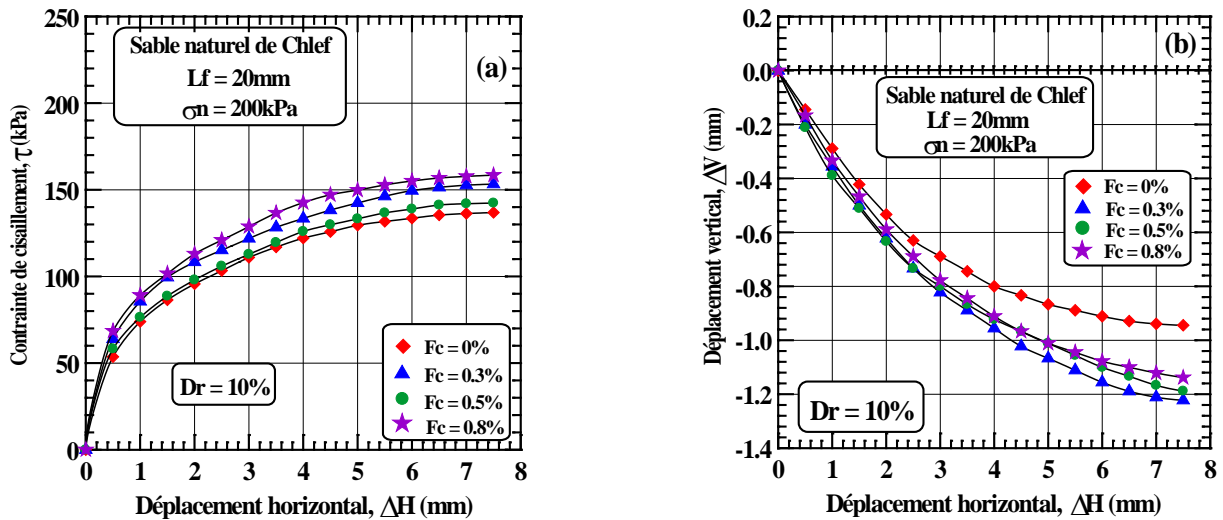 250
200
150
100
50
0
Contrainte de cisaillement, τ (kPa)
Sable naturel de Chlef
Lf = 20mm
σn = 200kPa
(a)
Dr = 10%
Fc = 0%
Fc = 0.3%
Fc = 0.5%
Fc = 0.8%
0 1 2 3 4 5 6 7 8
Déplacement horizontal, ΔH (mm)
0.2
0.0
-0.2
-0.4
-0.6
-0.8
-1.0
-1.2
-1.4
Déplacement vertical, ΔV (mm)
(b)
Sable naturel de Chlef
Lf = 20mm
σn = 200kPa
Fc = 0%
Fc = 0.3%
Fc = 0.5%
Fc = 0.8%
Dr = 10%
0 1 2 3 4 5 6 7 8
Déplacement horizontal, ΔH (mm)